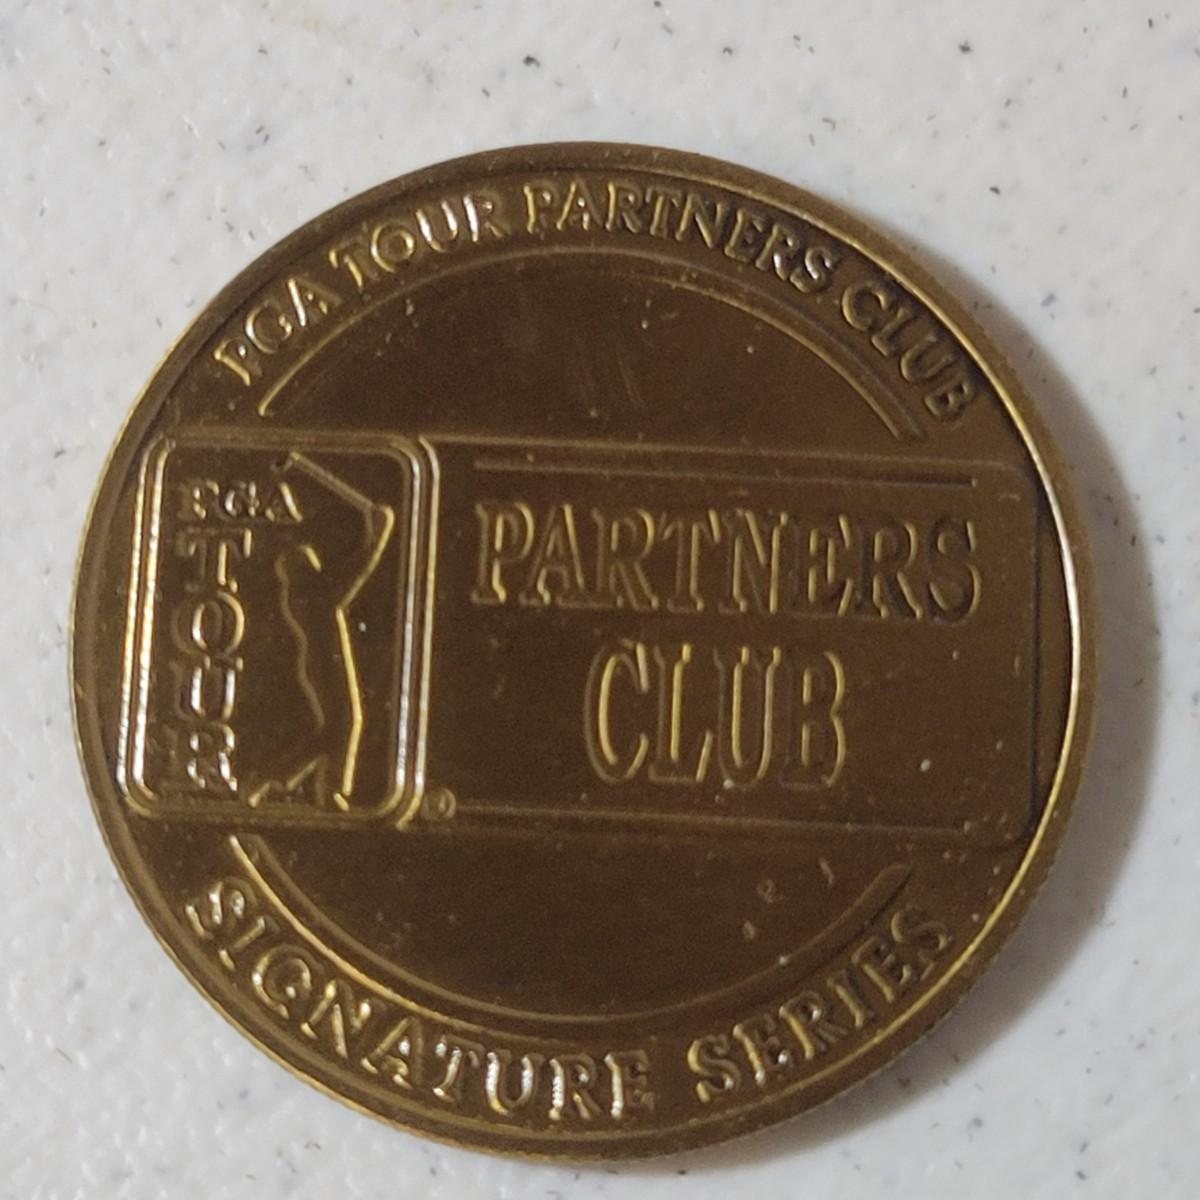 PGA TOUR PARTNERS CLUB
PGA
TOUR
®
PARTNERS
CLUB
SIGNATURE SERIES